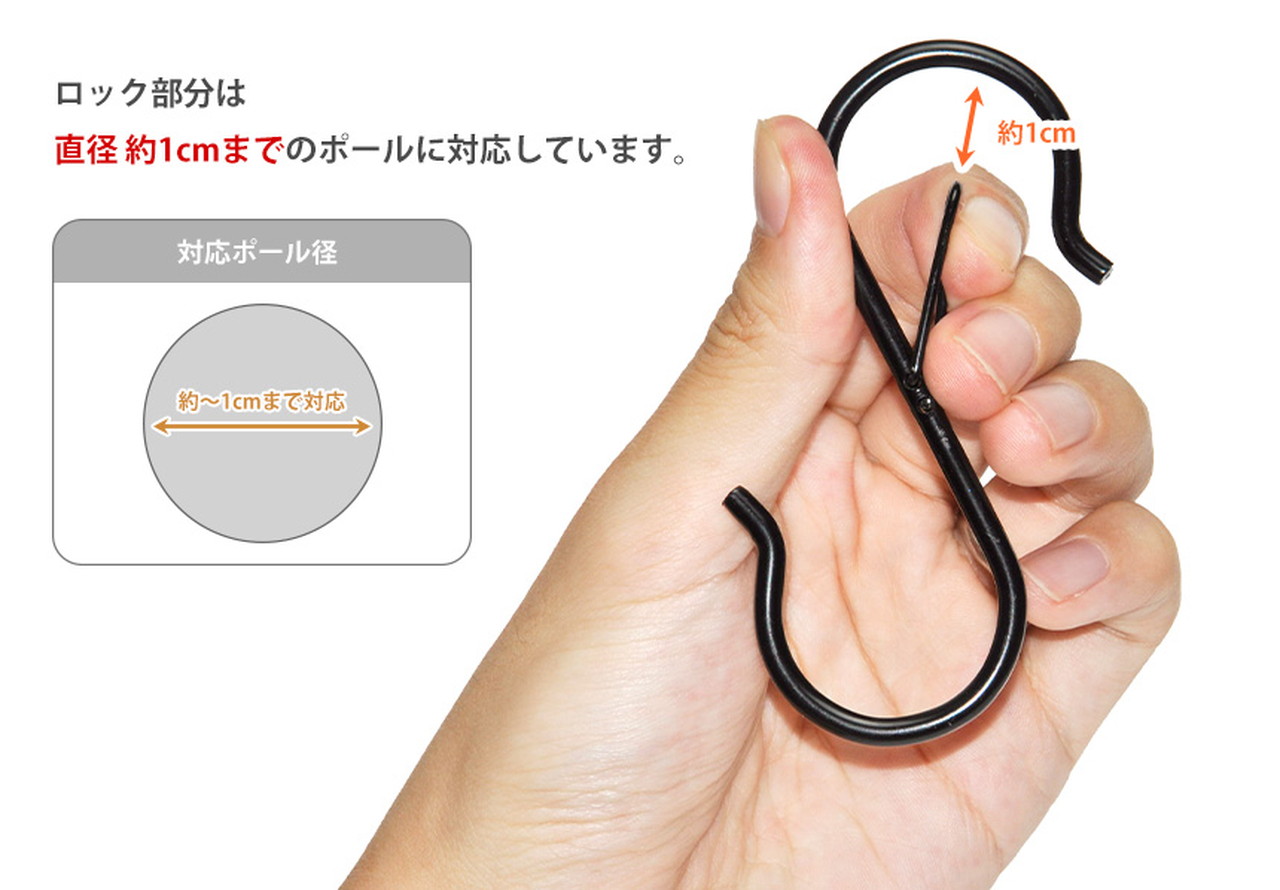 ロック部分は
直径 約1cmまでのポールに対応しています。
約1cm
対応ポール径
約～1cmまで対応